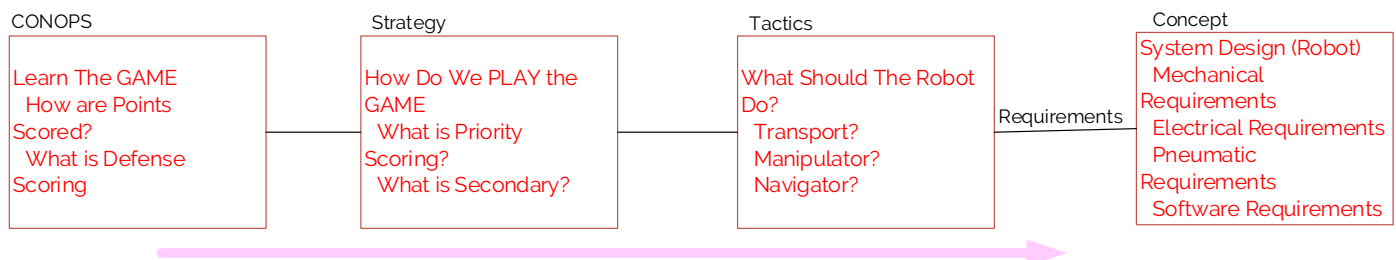 CONOPS
Learn The GAME
How are Points
Scored?
What is Defense
Scoring
Strategy
How Do We PLAY the
GAME
What is Priority
Scoring?
What is Secondary?
Tactics
What Should The Robot
Do?
Transport?
Manipulator?
Navigator?
Requirements
Concept
System Design (Robot)
Mechanical
Requirements
Electrical Requirements
Pneumatic
Requirements
Software Requirements